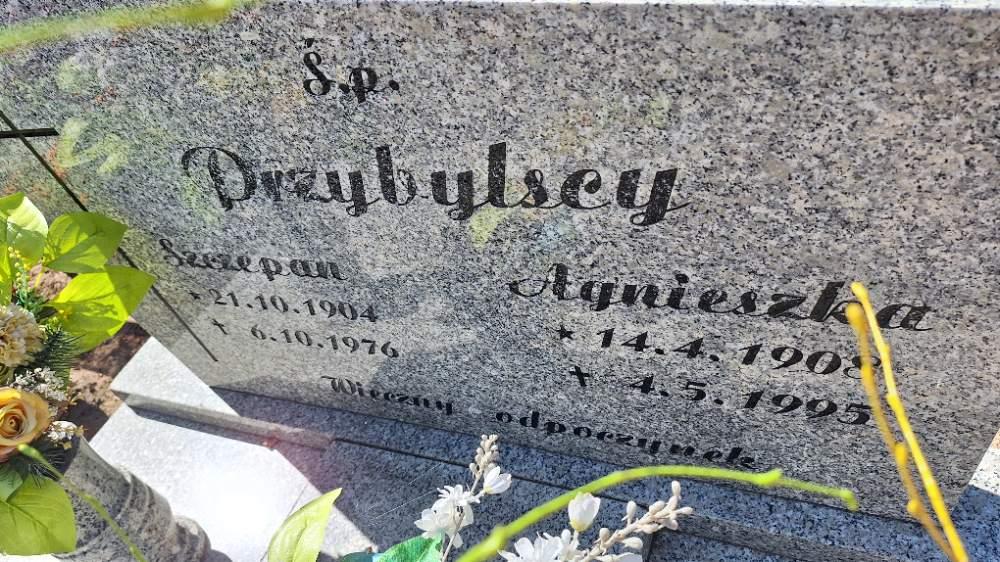 Ś.p.
Przybylscy
Szczepan
* 21.10.1904
✝ 6.10.1976
Agnieszka
* 14.4.1908
✝ 4.5.1995
Wieczny odpoczynek